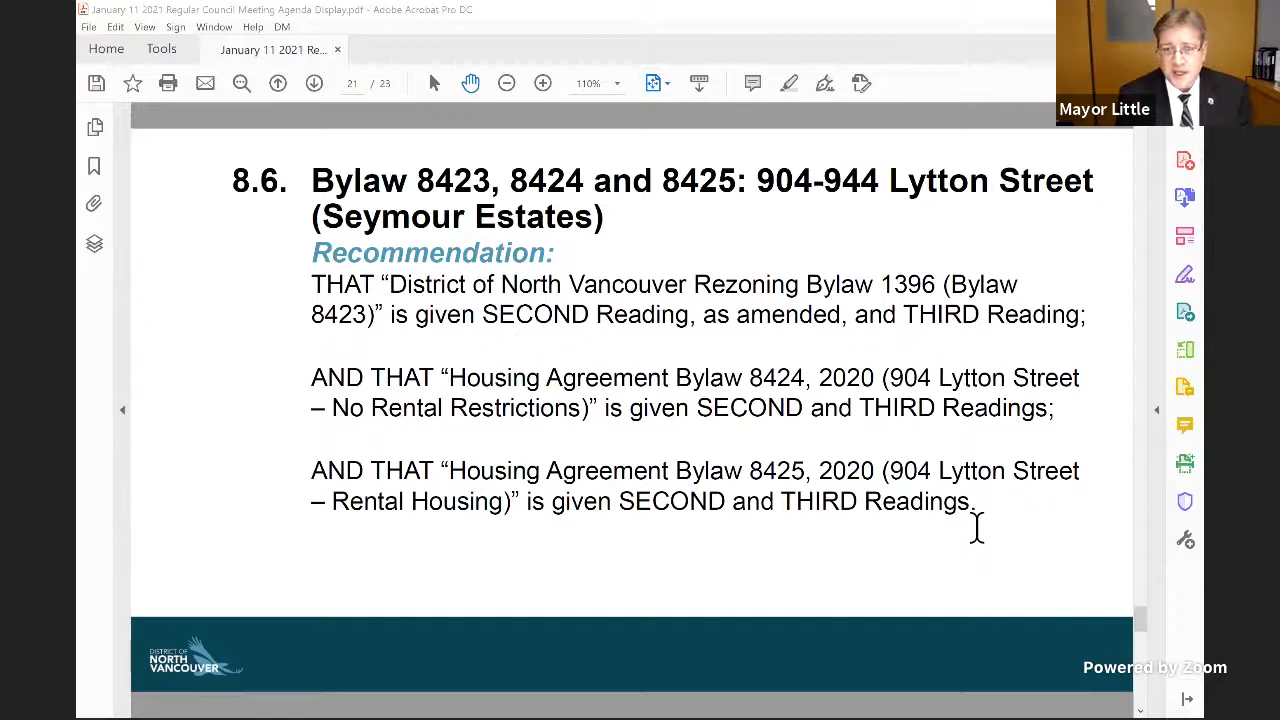 January 11 2021 Regular Council Meeting Agenda Display.pdf - Adobe Acrobat Pro DC
File Edit View Sign Window Help DM
Home Tools January 11 2021 Re... ×
21 / 23 110%
Mayor Little
8.6. Bylaw 8423, 8424 and 8425: 904-944 Lytton Street
(Seymour Estates)
Recommendation:
THAT “District of North Vancouver Rezoning Bylaw 1396 (Bylaw
8423)” is given SECOND Reading, as amended, and THIRD Reading;
AND THAT “Housing Agreement Bylaw 8424, 2020 (904 Lytton Street
– No Rental Restrictions)” is given SECOND and THIRD Readings;
AND THAT “Housing Agreement Bylaw 8425, 2020 (904 Lytton Street
– Rental Housing)” is given SECOND and THIRD Readings.
DISTRICT OF
NORTH
VANCOUVER
Powered by Zoom